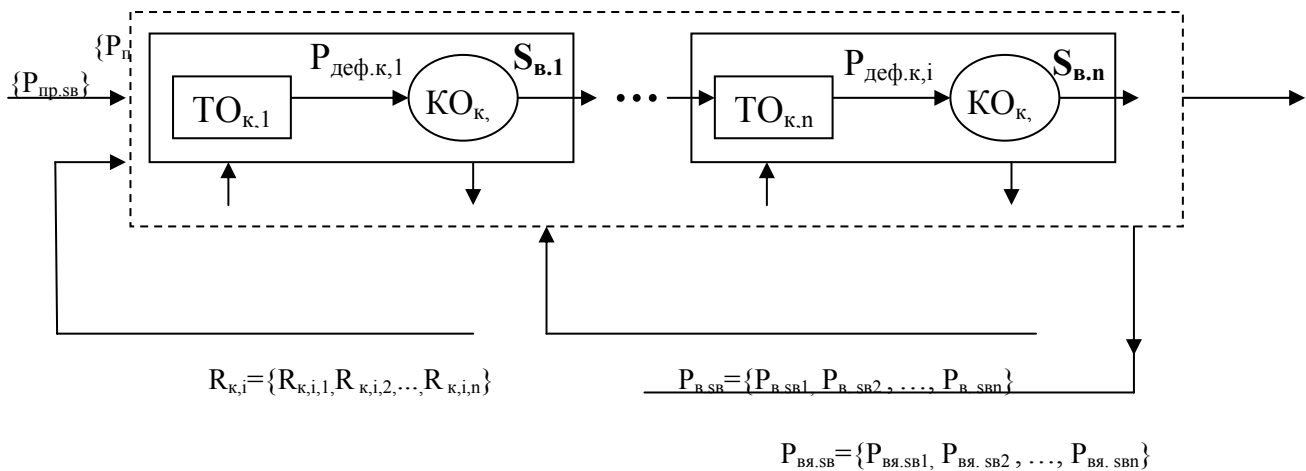 {Pп
{Pпр.sв}
Pдеф.к,1
Sв.1
Pдеф.к,i
Sв.n
ТОк,1
КОк,
...
ТОк,n
КОк,
Rк,i={Rк,i,1,Rк,i,2,...,Rк,i,n}
Pв.sв={Pв.sв1, Pв. sв2 , ..., Pв. sвn}
Pвя.sв={Pвя.sв1, Pвя. sв2 , ..., Pвя. sвn}